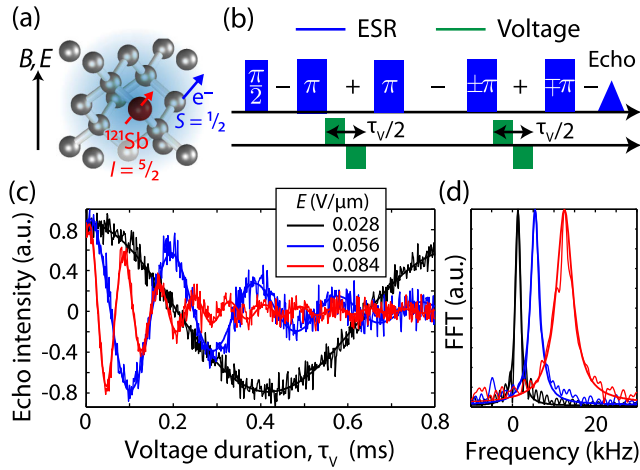 (a)
B,E
e⁻
S = ½
¹²¹Sb
I = ⁵⁄₂
(b)
ESR
Voltage
π/2 − π + π − ±π + ∓π − Echo
τᵥ/2
τᵥ/2
(c)
Echo intensity (a.u.)
0.8
0.4
0
-0.4
-0.8
E (V/μm)
0.028
0.056
0.084
0
0.2
0.4
0.6
0.8
Voltage duration, τᵥ (ms)
(d)
FFT (a.u.)
0
20
Frequency (kHz)